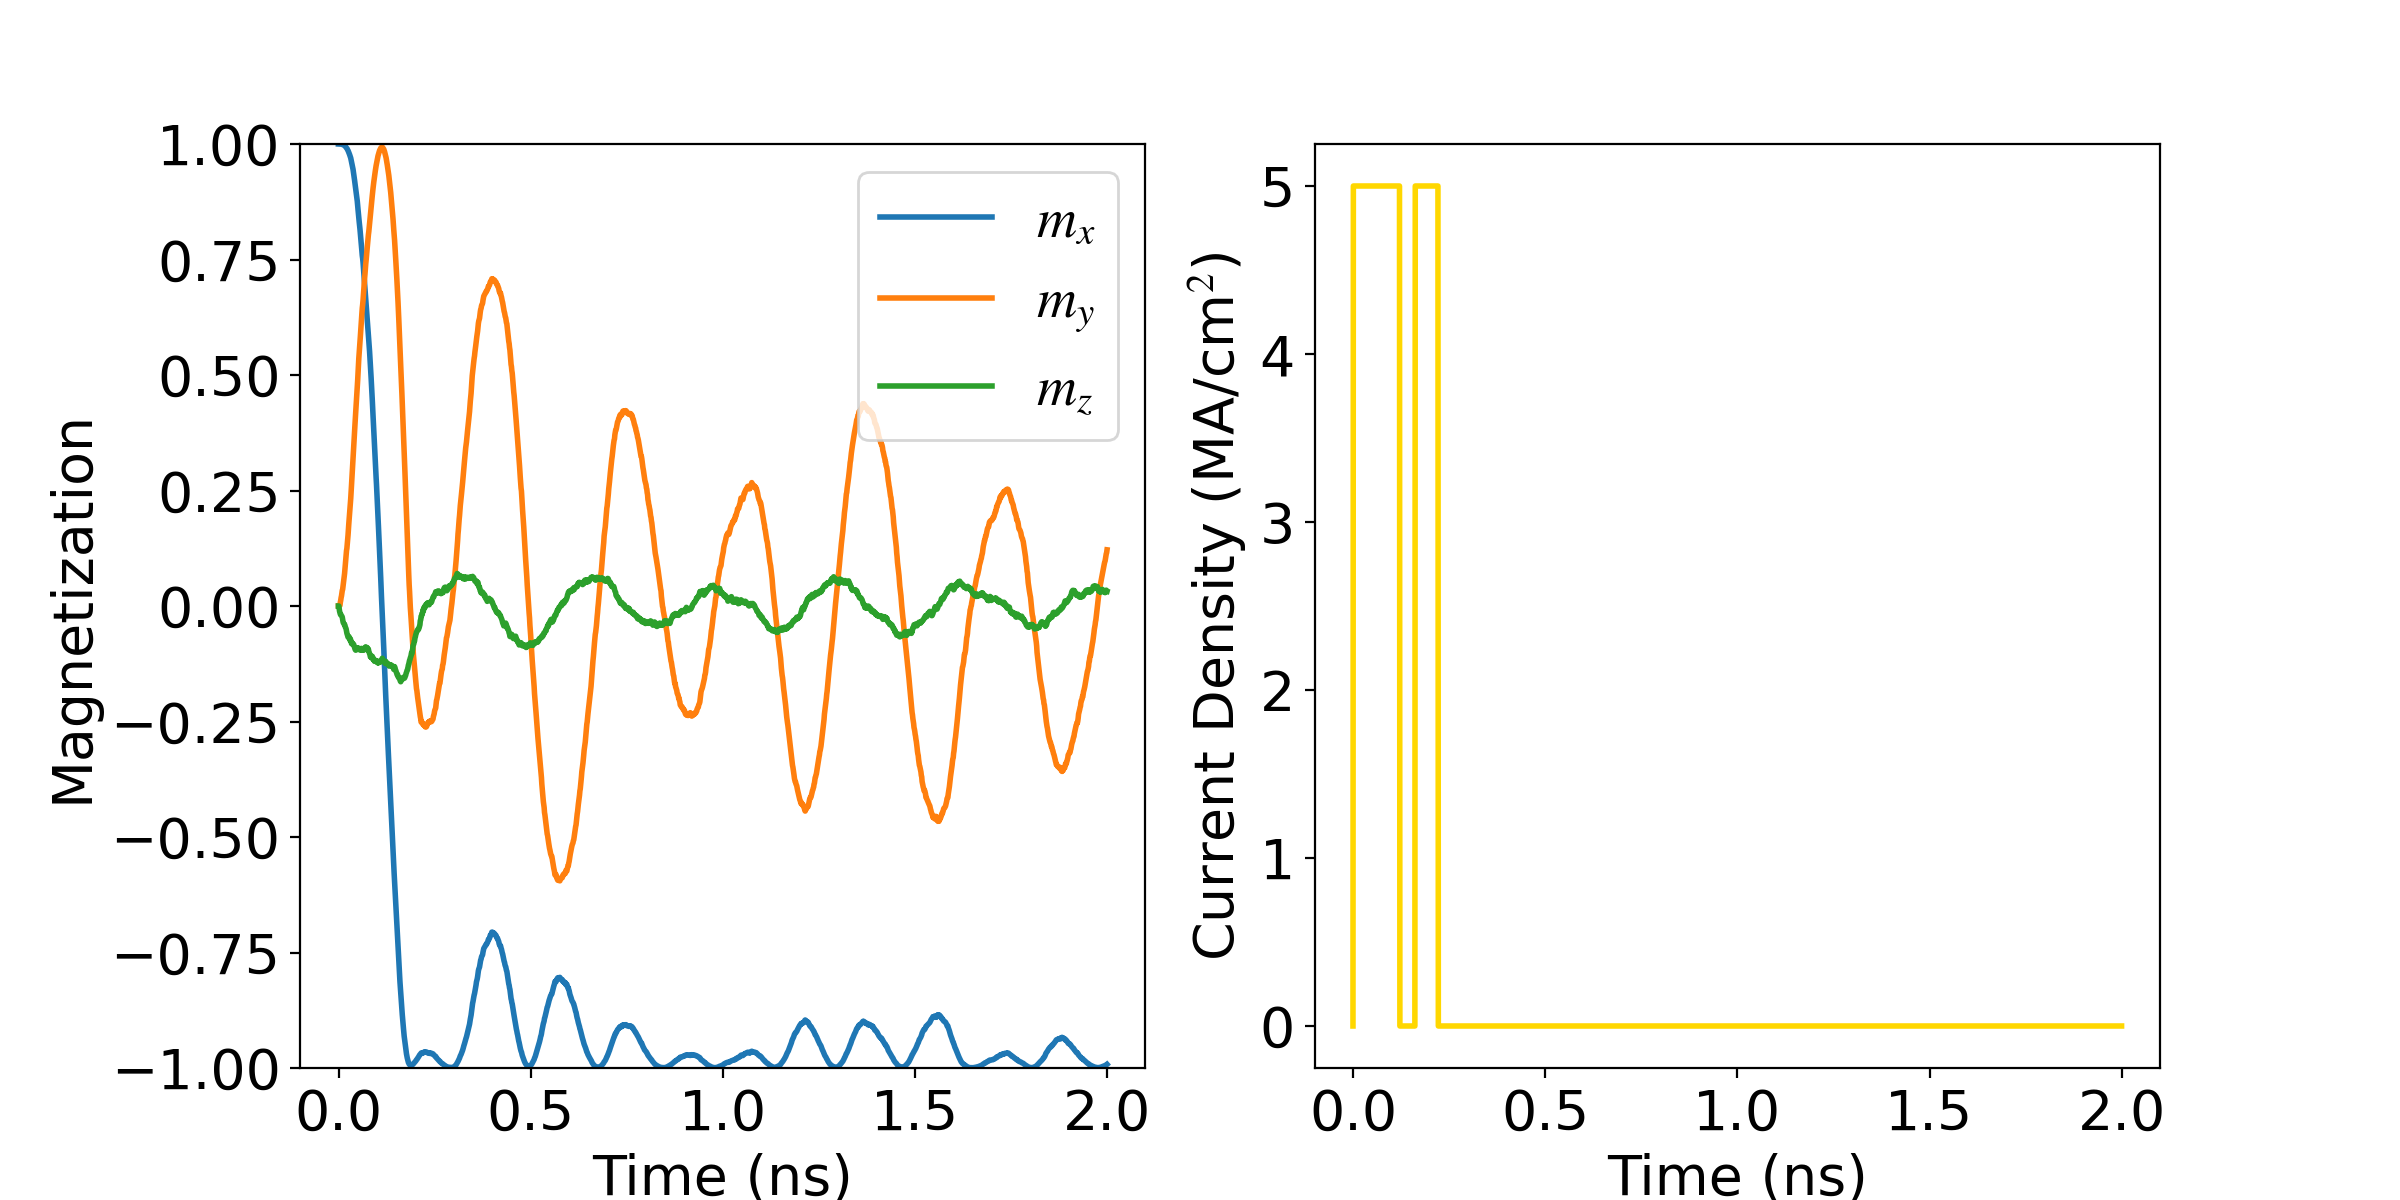 Magnetization
1.00
0.75
0.50
0.25
0.00
−0.25
−0.50
−0.75
−1.00
0.0 0.5 1.0 1.5 2.0
Time (ns)
m_x
m_y
m_z
Current Density (MA/cm²)
5
4
3
2
1
0
0.0 0.5 1.0 1.5 2.0
Time (ns)